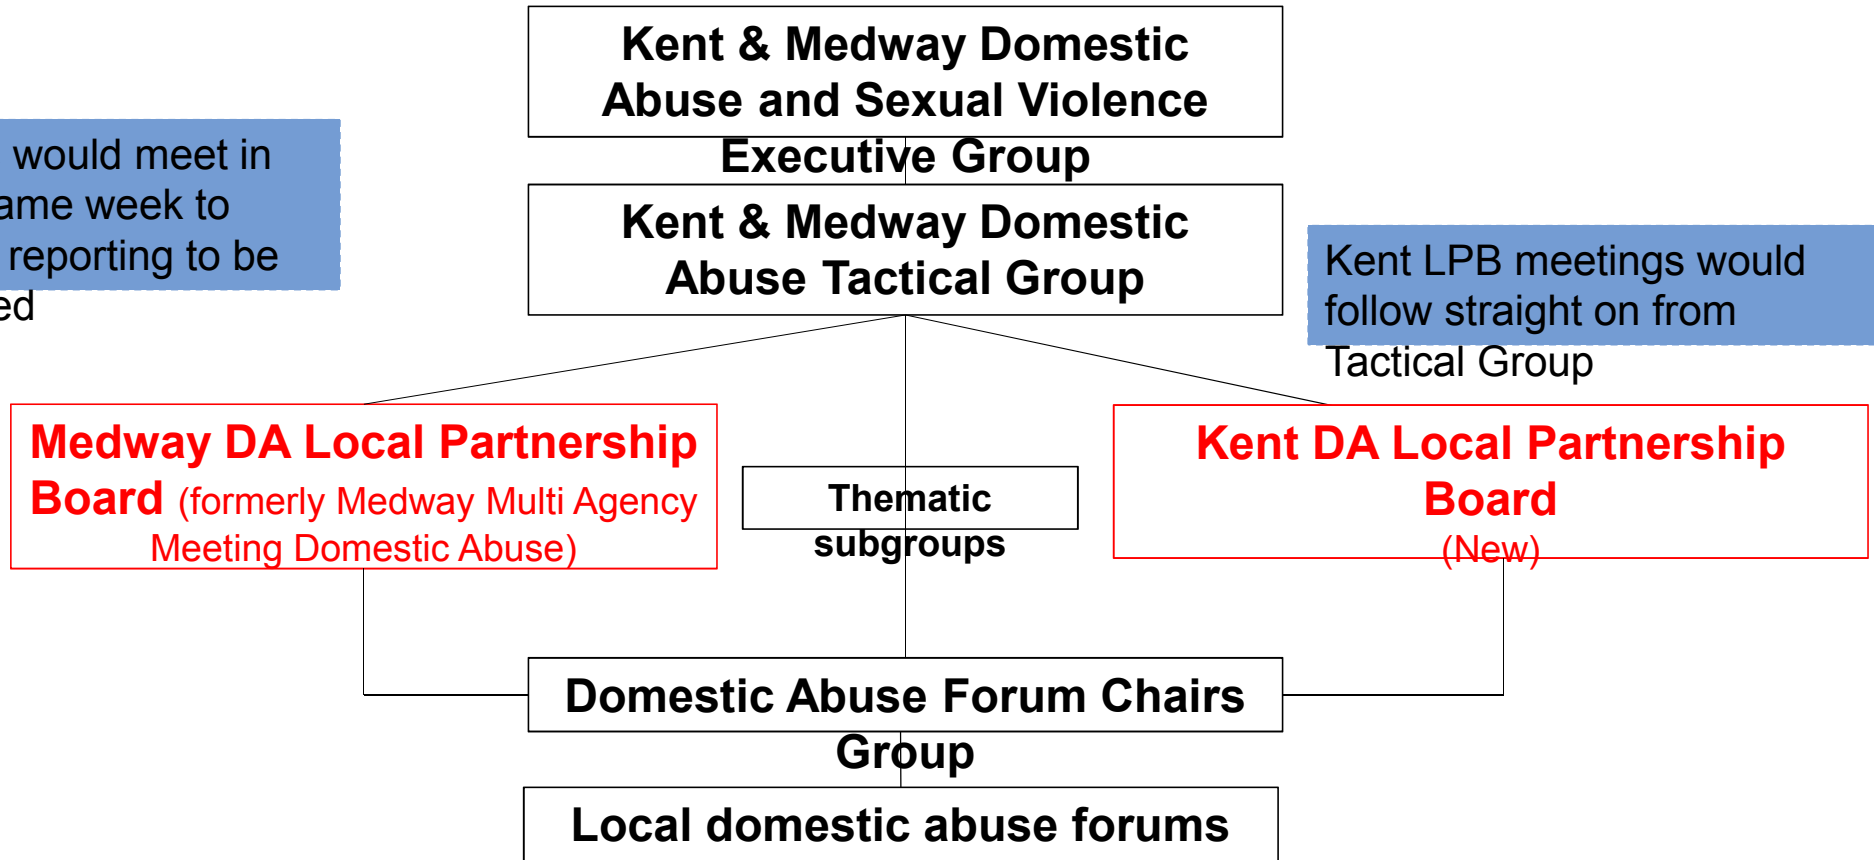 Kent & Medway Domestic
Abuse and Sexual Violence
Executive Group
would meet in
ame week to
reporting to be
ed
Kent & Medway Domestic
Abuse Tactical Group
Kent LPB meetings would
follow straight on from
Tactical Group
Medway DA Local Partnership
Board (formerly Medway Multi Agency
Meeting Domestic Abuse)
Thematic
subgroups
Kent DA Local Partnership
Board
(New)
Domestic Abuse Forum Chairs
Group
Local domestic abuse forums